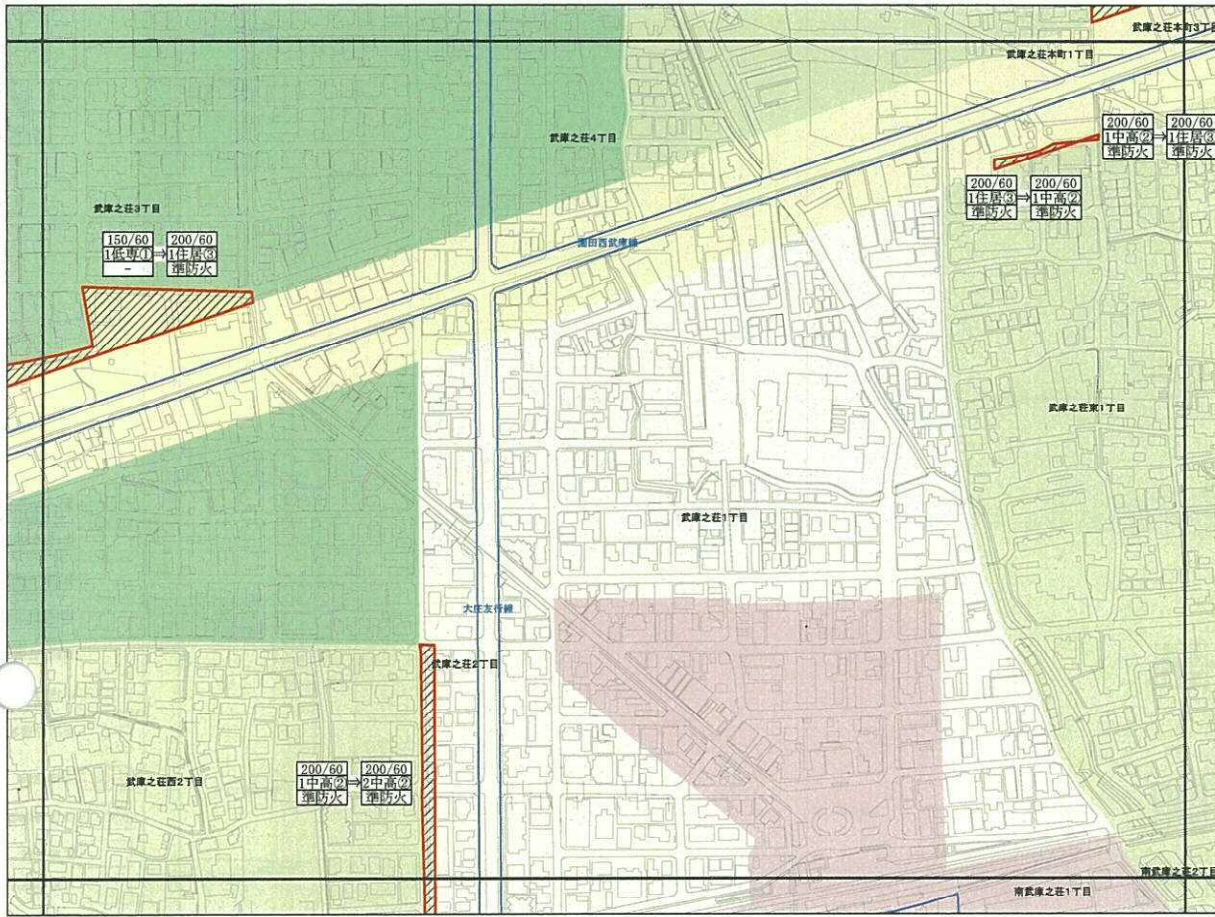 武庫之荘本町3丁目
武庫之荘本町1丁目
武庫之荘4丁目
200/60 200/60
1中高② ⇒ 1住居③
準防火 準防火
200/60 200/60
1住居③ ⇒ 1中高②
準防火 準防火
武庫之荘3丁目
150/60 200/60
1低専① ⇒ 1住居③
- 準防火
園田西武庫線
武庫之荘東1丁目
武庫之荘1丁目
大庄友行線
武庫之荘2丁目
武庫之荘西2丁目
200/60 200/60
1中高② ⇒ 2中高②
準防火 準防火
南武庫之荘2丁目
南武庫之荘1丁目